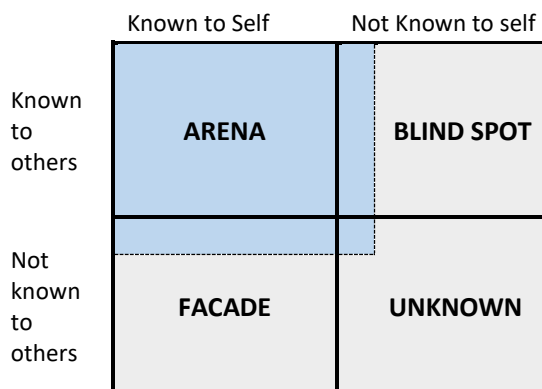 Known to Self
Not Known to self
Known
to
others
ARENA
BLIND SPOT
Not
known
to
others
FACADE
UNKNOWN